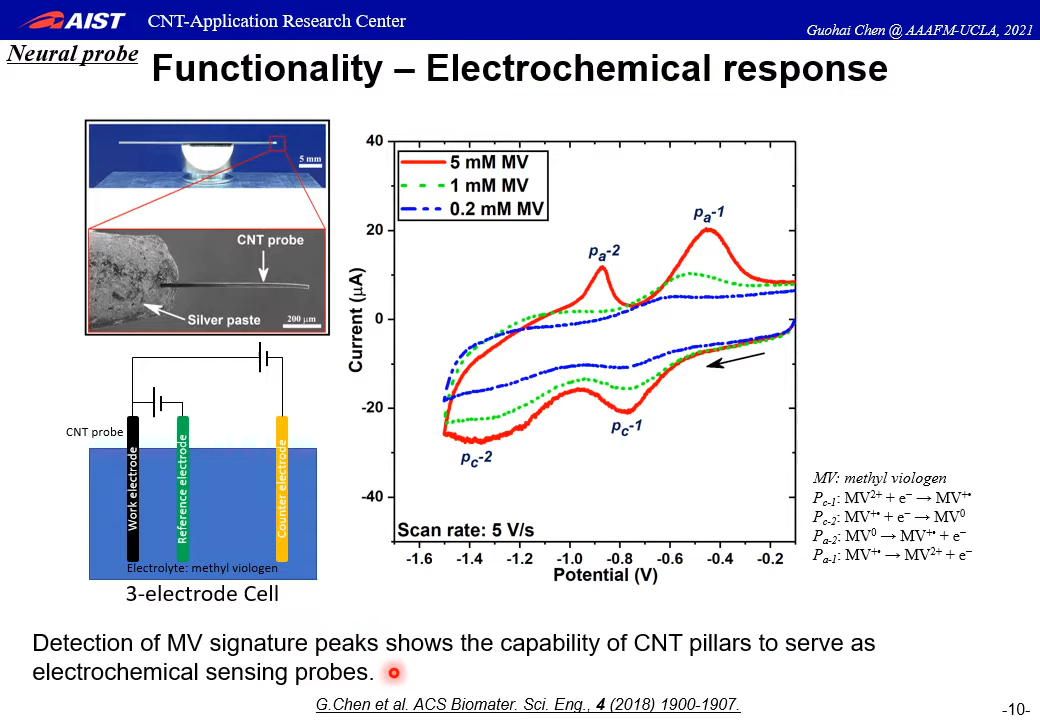 AIST CNT-Application Research Center
Guohai Chen @ AAAFM-UCLA, 2021
Neural probe
Functionality – Electrochemical response
5 mm
CNT probe
Silver paste
200 μm
CNT probe
Work electrode
Reference electrode
Counter electrode
Electrolyte: methyl viologen
3-electrode Cell
40
20
0
-20
-40
Current (μA)
5 mM MV
1 mM MV
0.2 mM MV
pa-1
pa-2
pc-1
pc-2
Scan rate: 5 V/s
-1.6 -1.4 -1.2 -1.0 -0.8 -0.6 -0.4 -0.2
Potential (V)
MV: methyl viologen
Pc-1: MV²⁺ + e⁻ → MV⁺•
Pc-2: MV⁺• + e⁻ → MV⁰
Pa-2: MV⁰ → MV⁺• + e⁻
Pa-1: MV⁺• → MV²⁺ + e⁻
Detection of MV signature peaks shows the capability of CNT pillars to serve as
electrochemical sensing probes.
G.Chen et al. ACS Biomater. Sci. Eng., 4 (2018) 1900-1907.
-10-